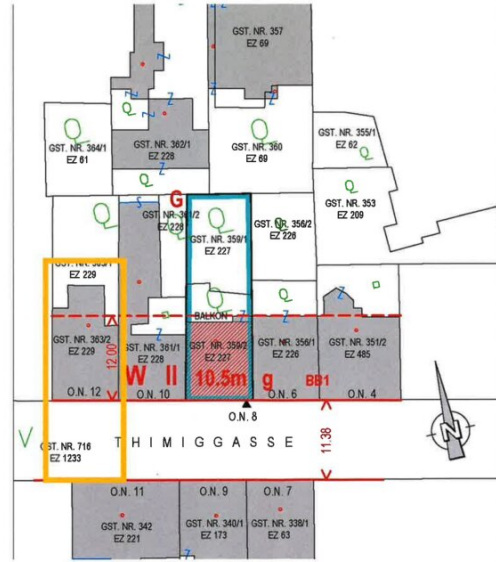 GST. NR. 357
EZ 69
GST. NR. 364/1
EZ 61
GST. NR. 362/1
EZ 228
GST. NR. 360
EZ 69
GST. NR. 355/1
EZ 62
GST. NR. 353
EZ 209
G
GST. NR. 361/2
EZ 228
GST. NR. 359/1
EZ 227
GST. NR. 356/2
EZ 226
EZ 229
BALKON
GST. NR. 363/2
EZ 229
12.00
GST. NR. 361/1
EZ 228
GST. NR. 359/2
EZ 227
GST. NR. 356/1
EZ 226
GST. NR. 351/2
EZ 485
W II 10.5m g BB1
O.N. 12
O.N. 10
O.N. 8
O.N. 6
O.N. 4
V
GST. NR. 716
EZ 1233
THIMIGGASSE
11.38
N
O.N. 11
O.N. 9
O.N. 7
GST. NR. 342
EZ 221
GST. NR. 340/1
EZ 173
GST. NR. 338/1
EZ 63